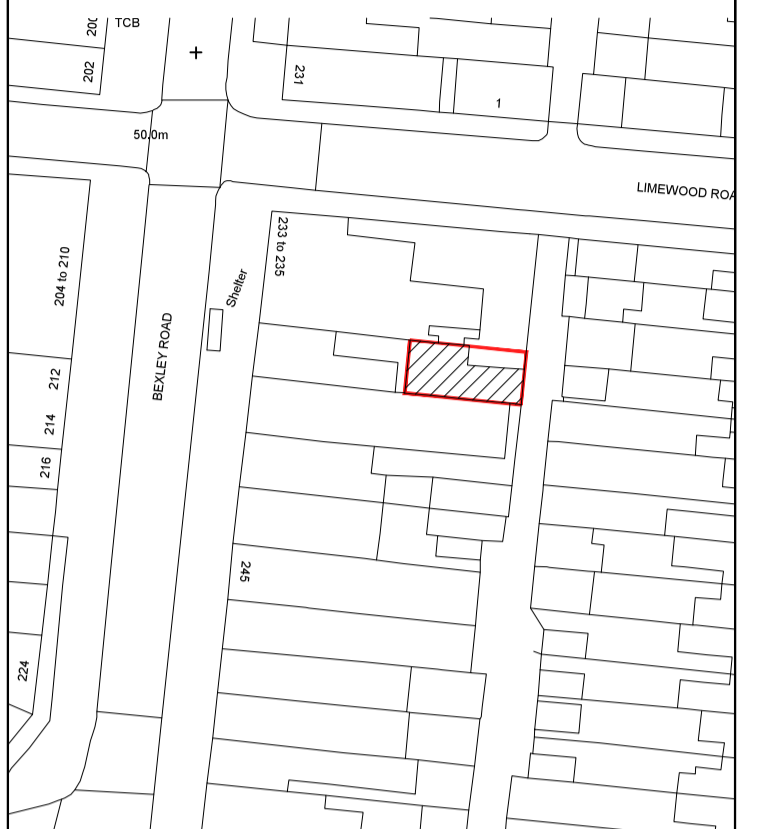 TCB
202
231
1
50.0m
LIMEWOOD ROA
233 to 235
204 to 210
Shelter
BEXLEY ROAD
212
214
216
245
224